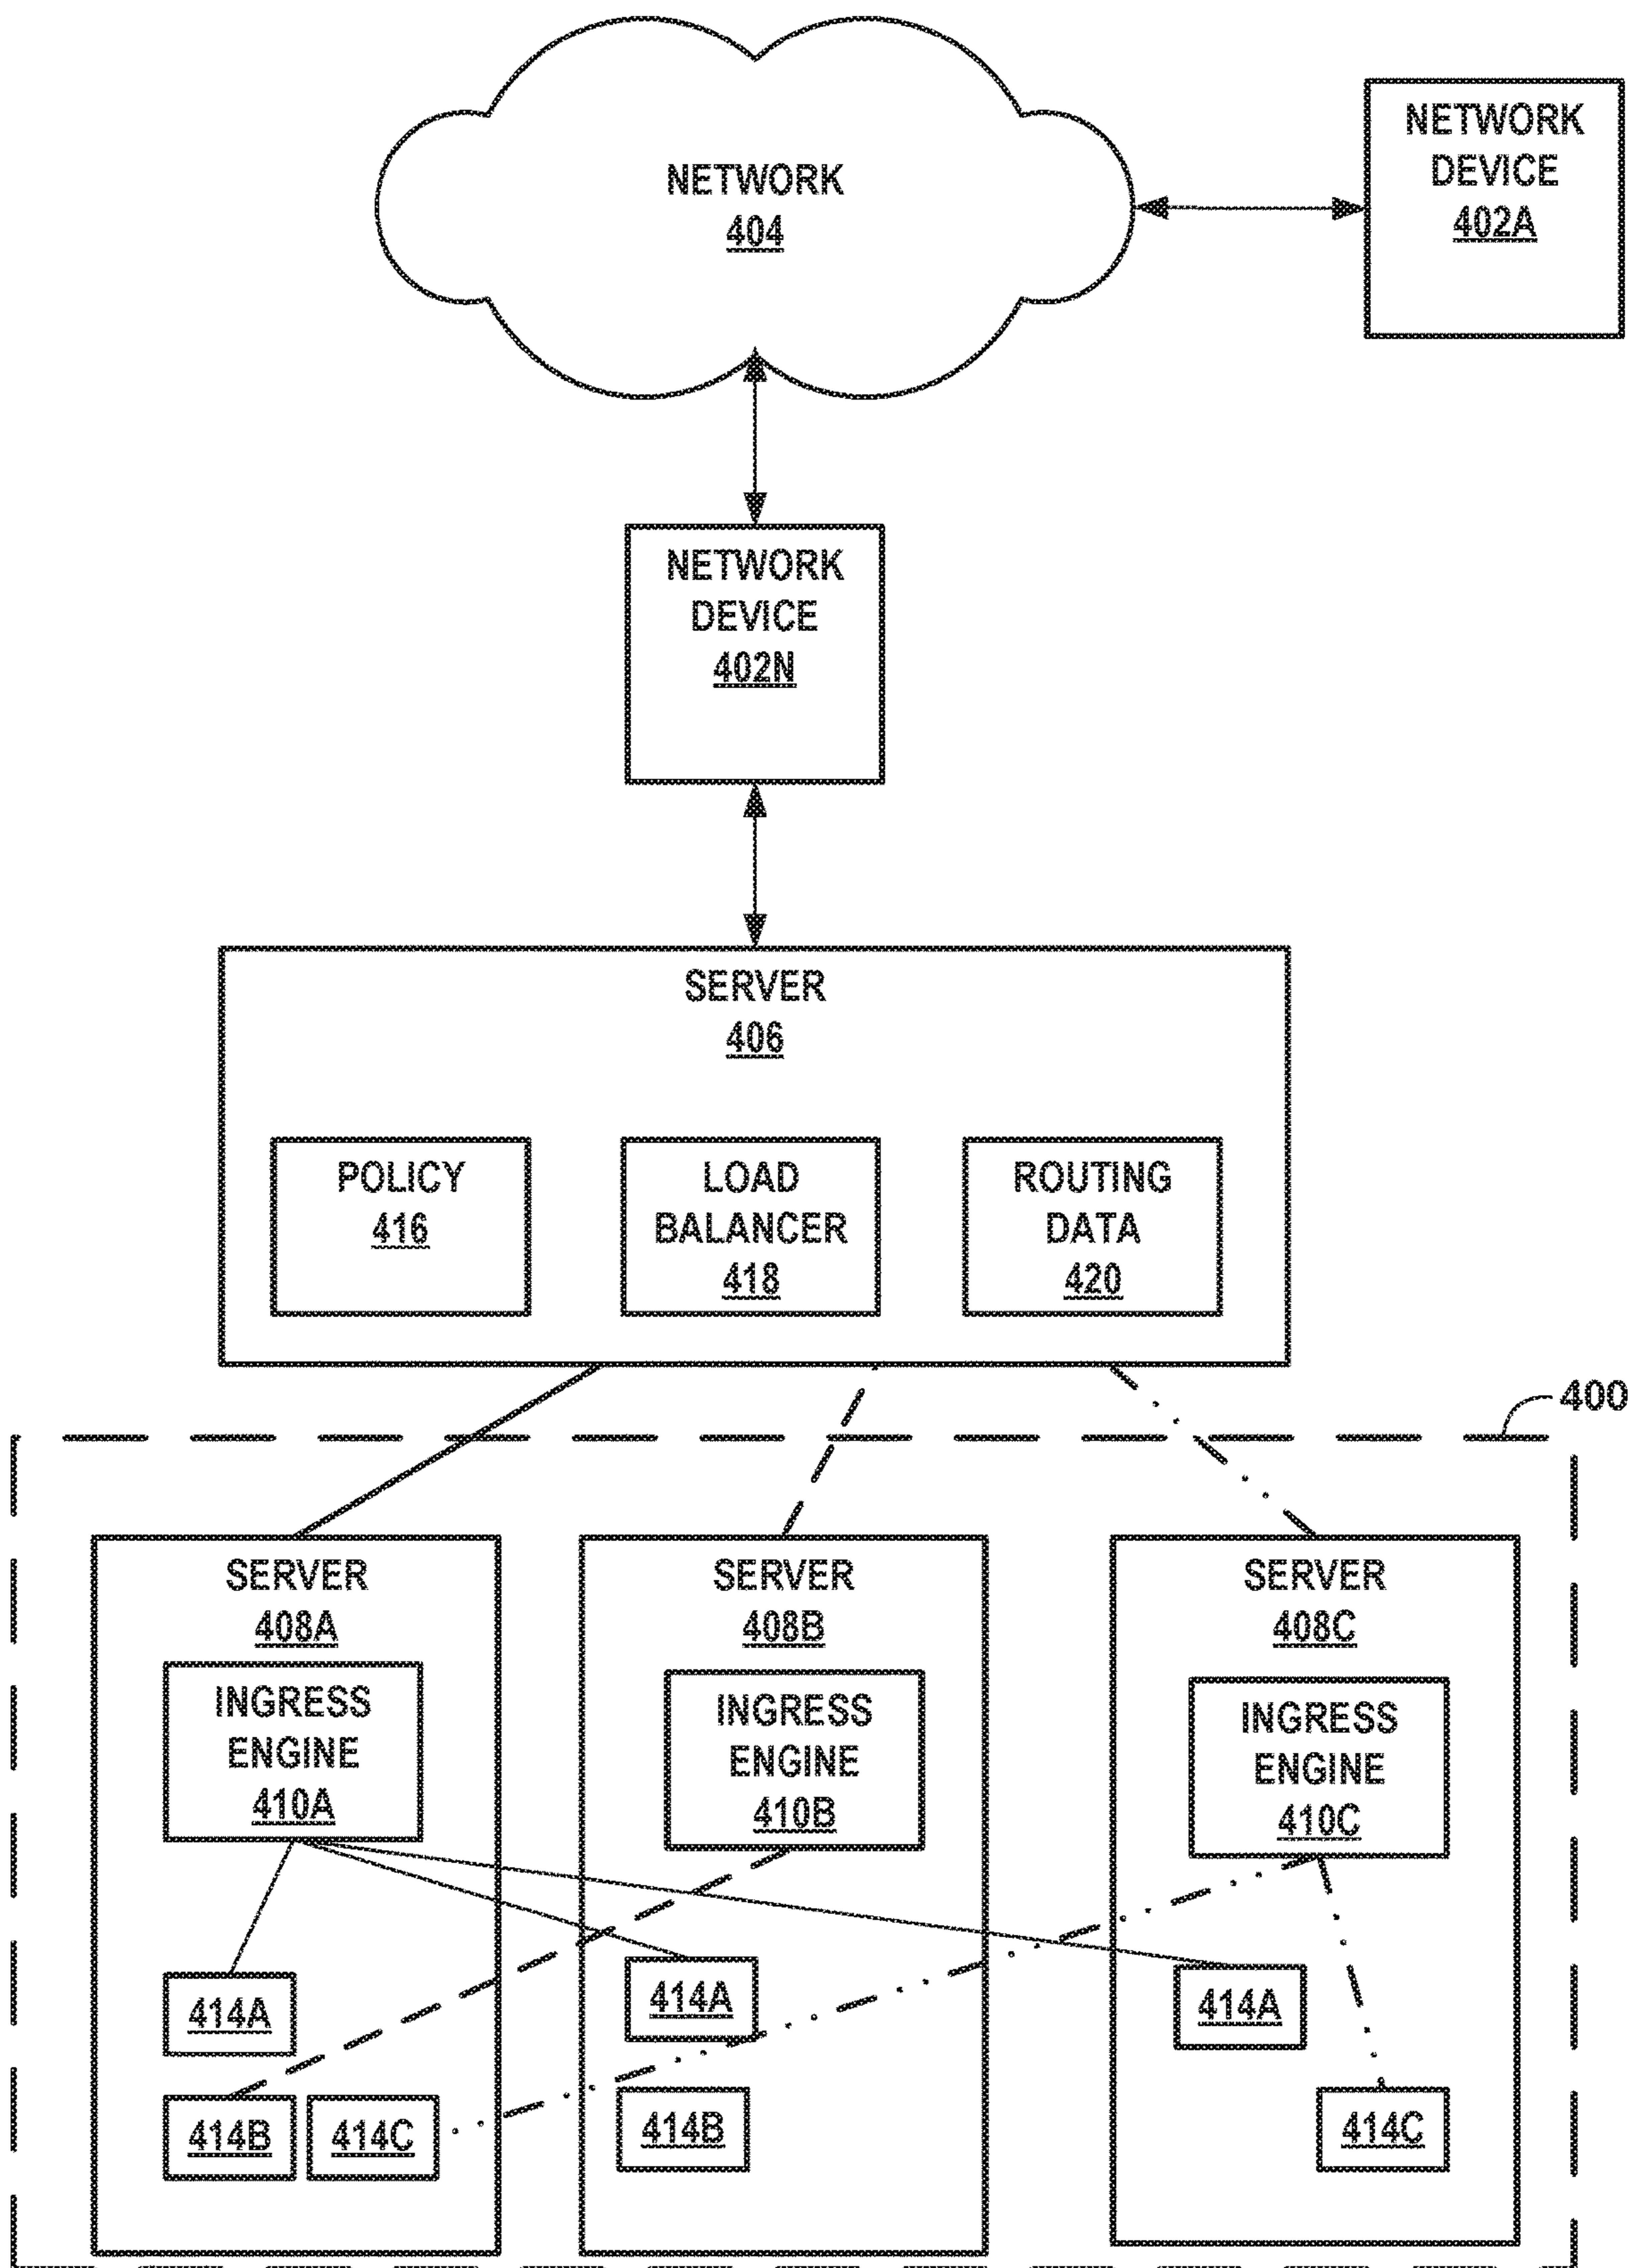 NETWORK
404
NETWORK
DEVICE
402A
NETWORK
DEVICE
402N
SERVER
406
POLICY
416
LOAD
BALANCER
418
ROUTING
DATA
420
400
SERVER
408A
INGRESS
ENGINE
410A
414A
414B
414C
SERVER
408B
INGRESS
ENGINE
410B
414A
414B
SERVER
408C
INGRESS
ENGINE
410C
414A
414C